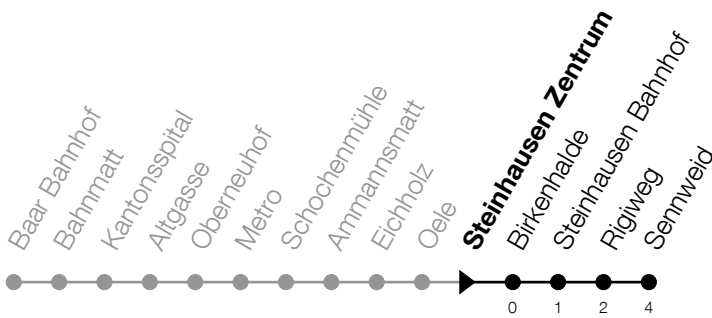 Baar Bahnhof
Bahnmatt
Kantonsspital
Altgasse
Oberneuhof
Metro
Schochenmühle
Ammannsmatt
Eichholz
Oele
Steinhausen Zentrum
Birkenhalde
Steinhausen Bahnhof
Rigiweg
Sennweid
0 1 2 4